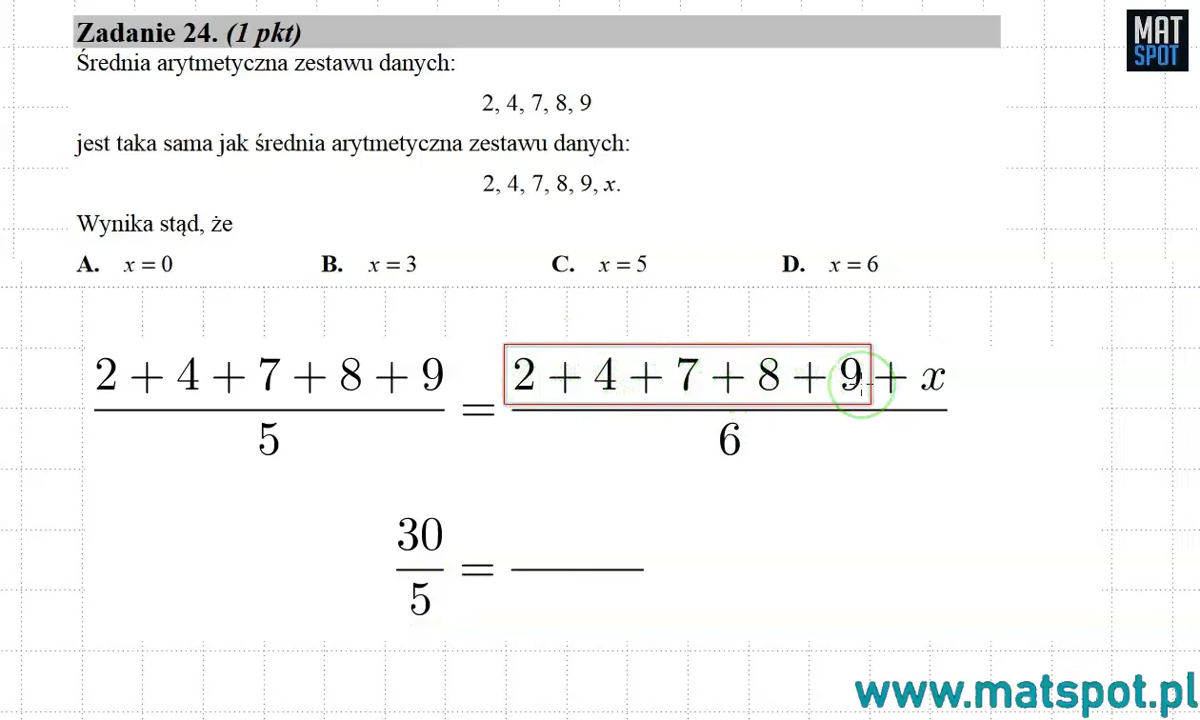 Zadanie 24. (1 pkt)
MAT
SPOT
Średnia arytmetyczna zestawu danych:
2, 4, 7, 8, 9
jest taka sama jak średnia arytmetyczna zestawu danych:
2, 4, 7, 8, 9, x.
Wynika stąd, że
A. x = 0 B. x = 3 C. x = 5 D. x = 6
2 + 4 + 7 + 8 + 9 = 2 + 4 + 7 + 8 + 9 + x
5 6
30 =
5
www.matspot.pl